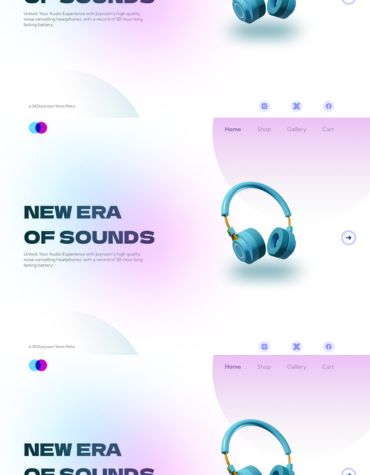 OF SOUNDS
Unlock Your Audio Experience with Joyroom's high quality
noise cancelling headphones, with a record of 50-hour long
lasting battery.
© 2023 Joyroom Terms Policy
Home Shop Gallery Cart
NEW ERA
OF SOUNDS
Unlock Your Audio Experience with Joyroom's high quality
noise cancelling headphones, with a record of 50-hour long
lasting battery.
© 2023 Joyroom Terms Policy
Home Shop Gallery Cart
NEW ERA
OF SOUNDS